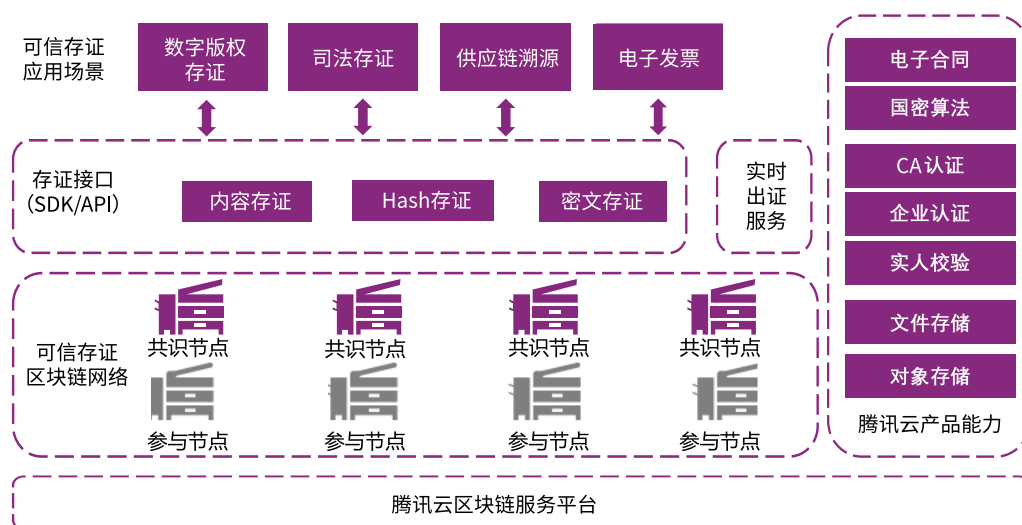 可信存证
应用场景
数字版权
存证
司法存证
供应链溯源
电子发票
存证接口
（SDK/API）
内容存证
Hash存证
密文存证
实时
出证
服务
可信存证
区块链网络
共识节点
共识节点
共识节点
共识节点
参与节点
参与节点
参与节点
参与节点
电子合同
国密算法
CA认证
企业认证
实人校验
文件存储
对象存储
腾讯云产品能力
腾讯云区块链服务平台